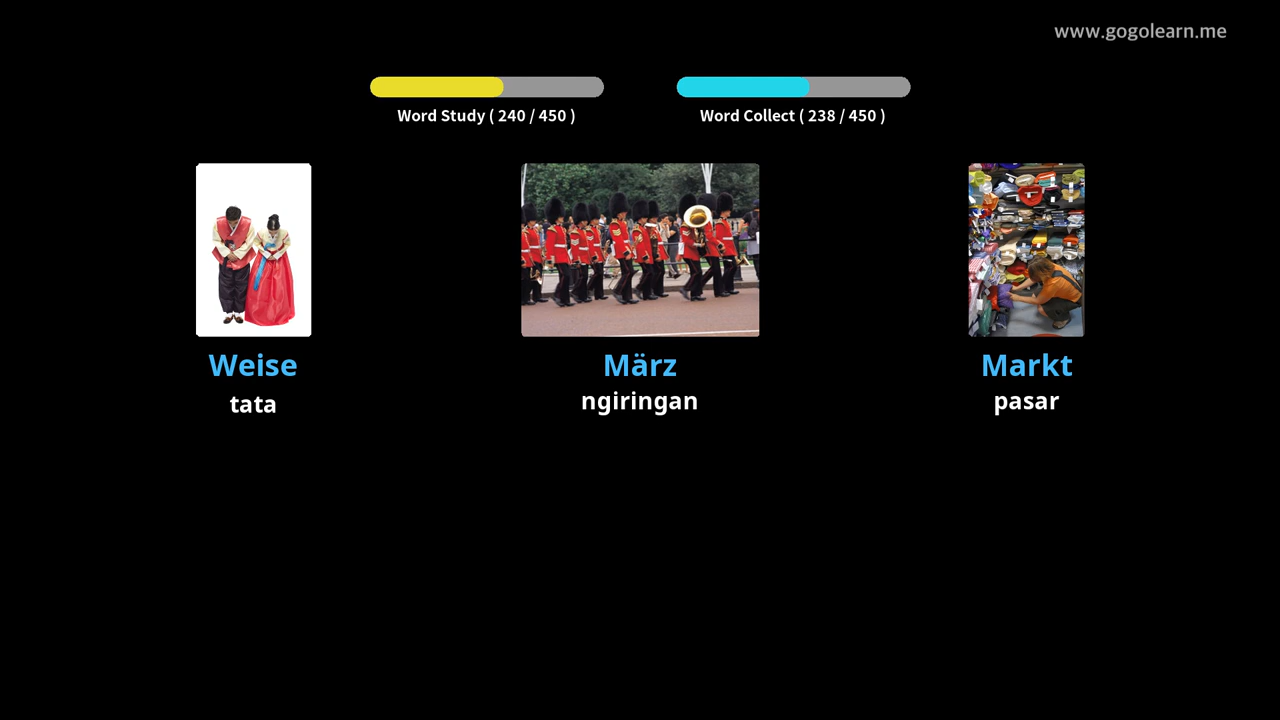 www.gogolearn.me
Word Study ( 240 / 450 )
Word Collect ( 238 / 450 )
Weise
tata
März
ngiringan
Markt
pasar